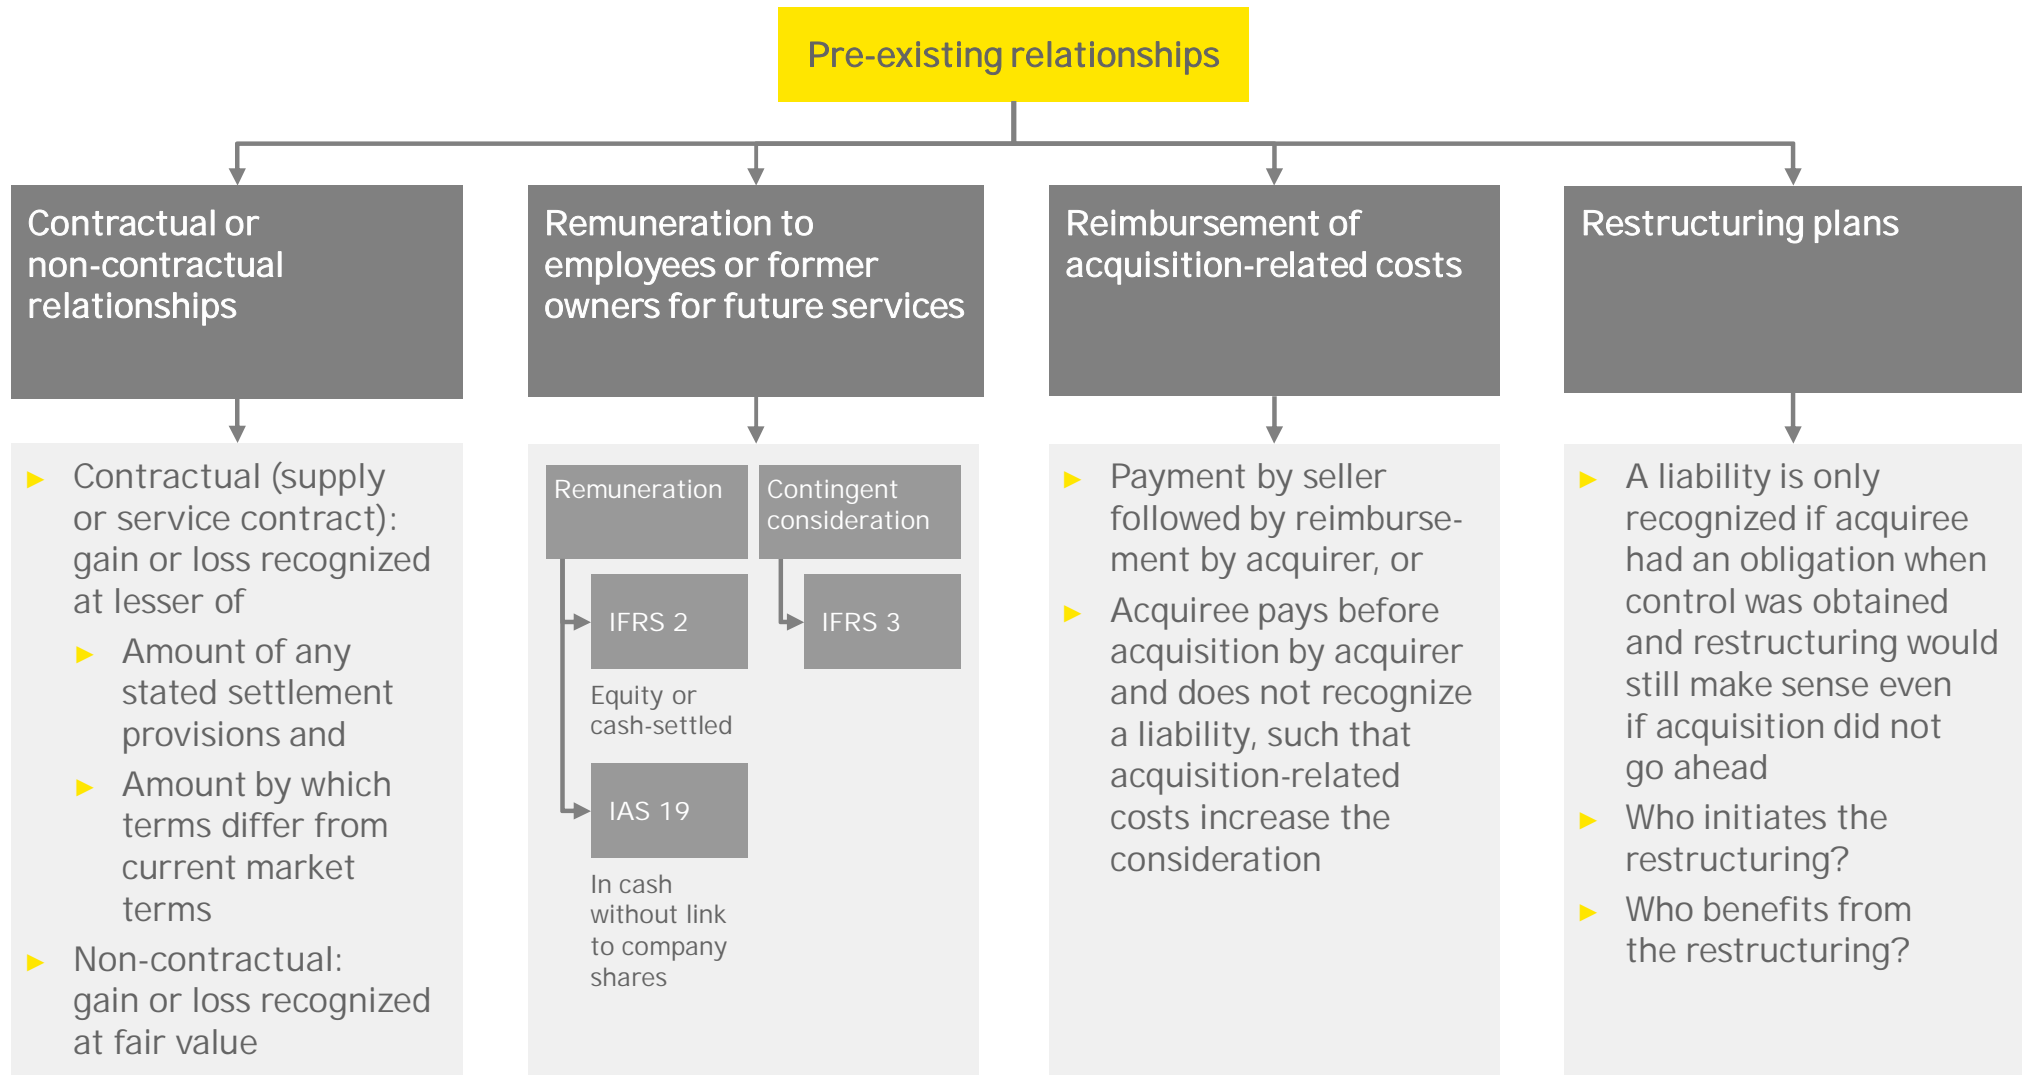 Pre-existing relationships
Contractual or
non-contractual
relationships
Remuneration to
employees or former
owners for future services
Reimbursement of
acquisition-related costs
Restructuring plans
► Contractual (supply
or service contract):
gain or loss recognized
at lesser of
► Amount of any
stated settlement
provisions and
► Amount by which
terms differ from
current market
terms
► Non-contractual:
gain or loss recognized
at fair value
Remuneration
IFRS 2
Equity or
cash-settled
IAS 19
In cash
without link
to company
shares
Contingent
consideration
IFRS 3
► Payment by seller
followed by reimburse-
ment by acquirer, or
► Acquiree pays before
acquisition by acquirer
and does not recognize
a liability, such that
acquisition-related
costs increase the
consideration
► A liability is only
recognized if acquiree
had an obligation when
control was obtained
and restructuring would
still make sense even
if acquisition did not
go ahead
► Who initiates the
restructuring?
► Who benefits from
the restructuring?